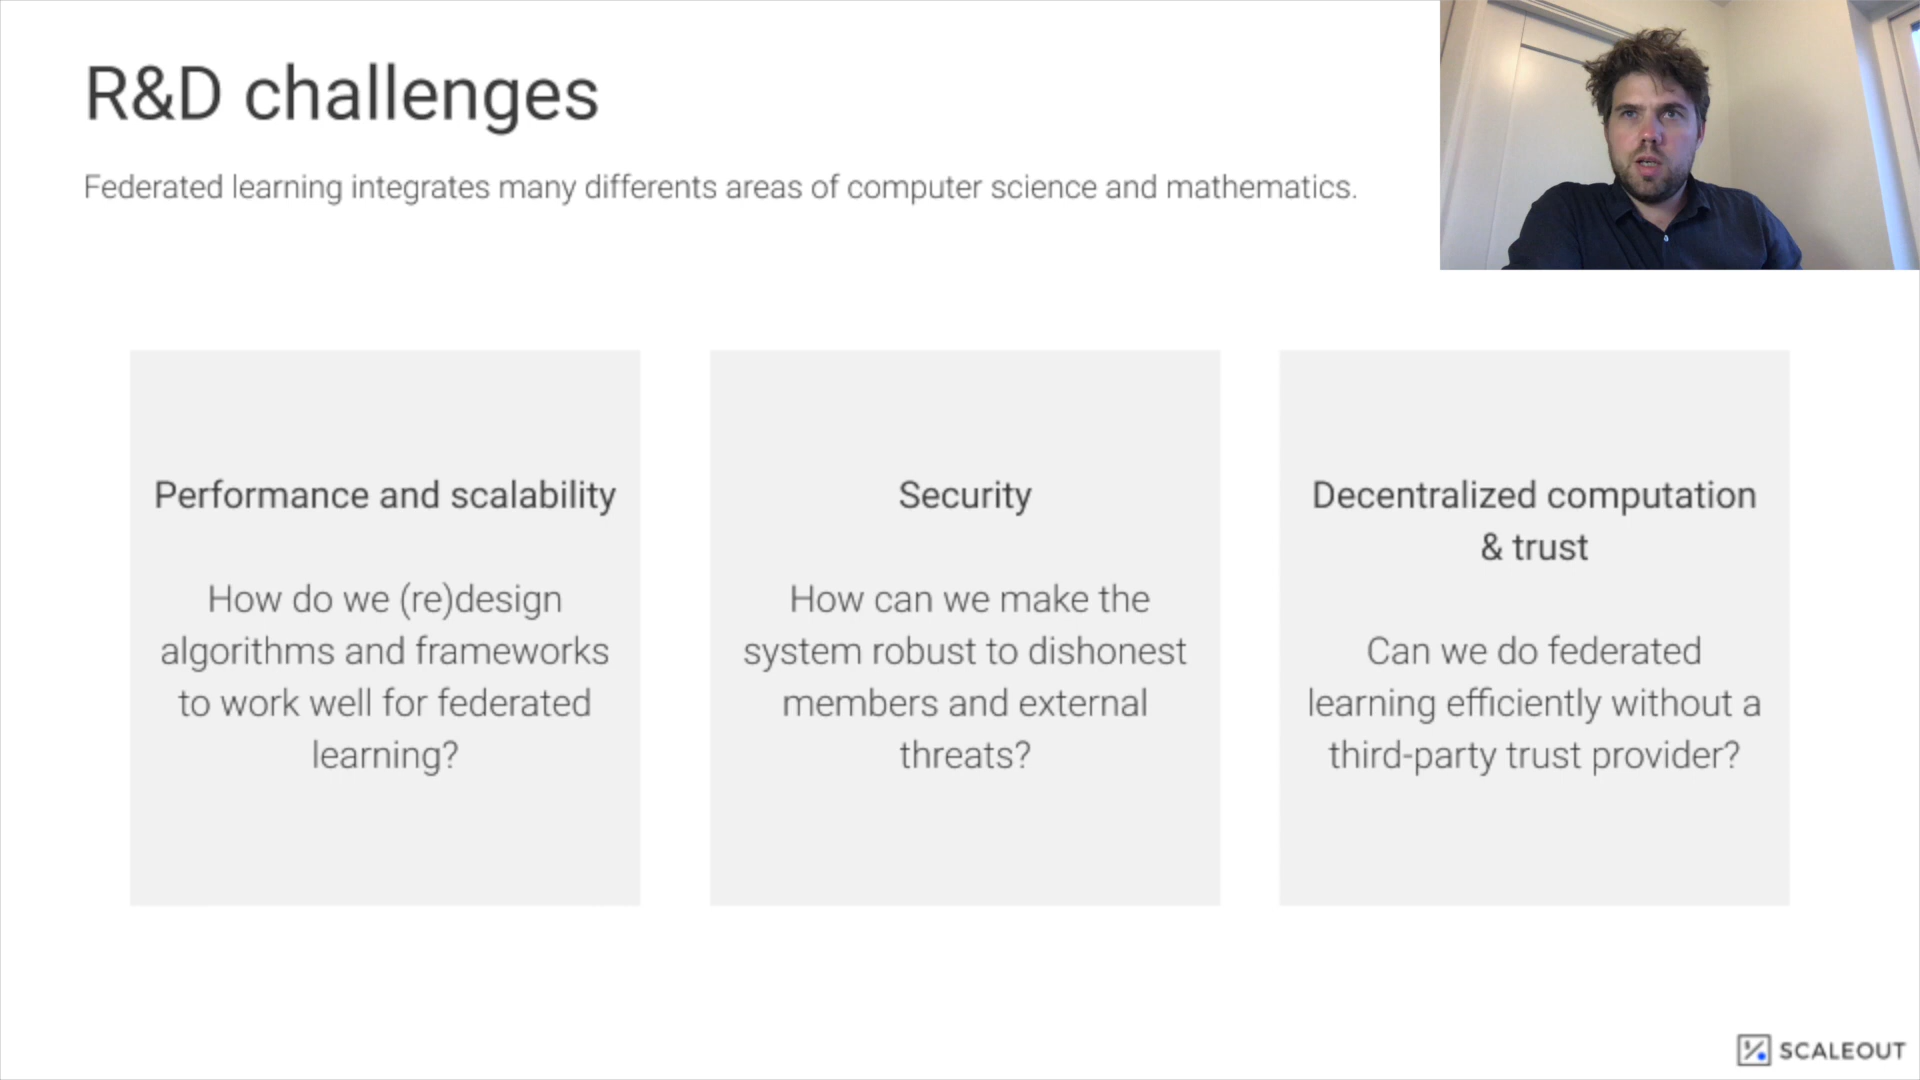 R&D challenges
Federated learning integrates many differents areas of computer science and mathematics.
Performance and scalability
How do we (re)design
algorithms and frameworks
to work well for federated
learning?
Security
How can we make the
system robust to dishonest
members and external
threats?
Decentralized computation
& trust
Can we do federated
learning efficiently without a
third-party trust provider?
SCALEOUT